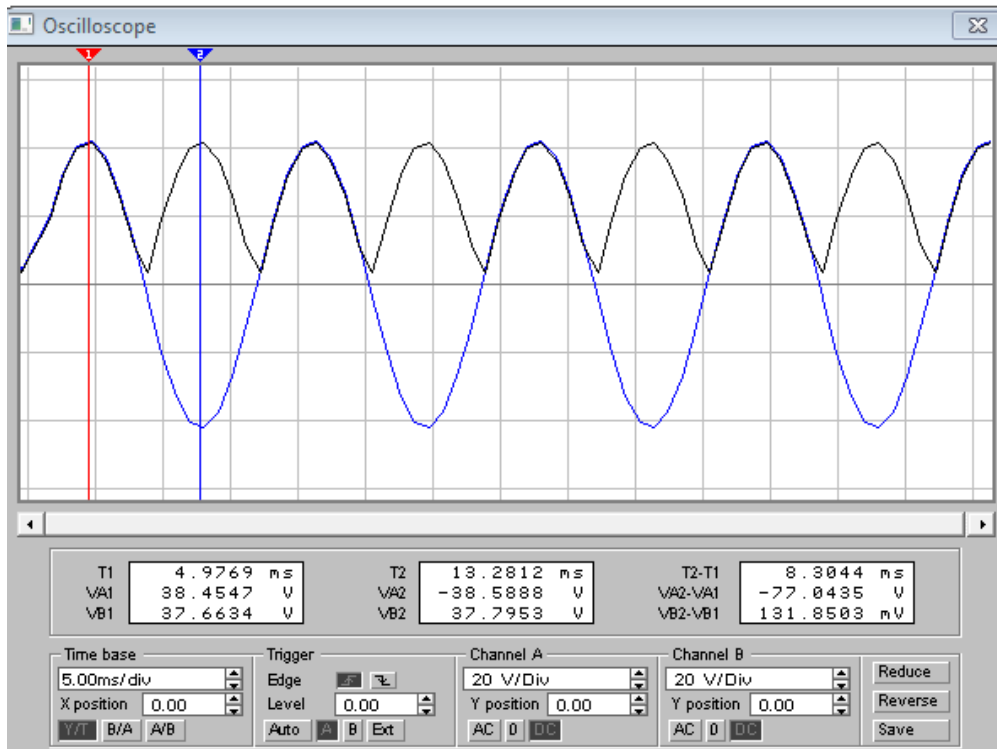 Oscilloscope
1 2
T1 4.9769 ms T2 13.2812 ms T2-T1 8.3044 ms
VA1 38.4547 V VA2 -38.5888 V VA2-VA1 -77.0435 V
VB1 37.6634 V VB2 37.7953 V VB2-VB1 131.8503 mV
Time base Trigger Channel A Channel B
5.00ms/div Edge 20 V/Div 20 V/Div Reduce
X position 0.00 Level 0.00 Y position 0.00 Y position 0.00 Reverse
Y/T B/A A/B Auto A B Ext AC 0 DC AC 0 DC Save